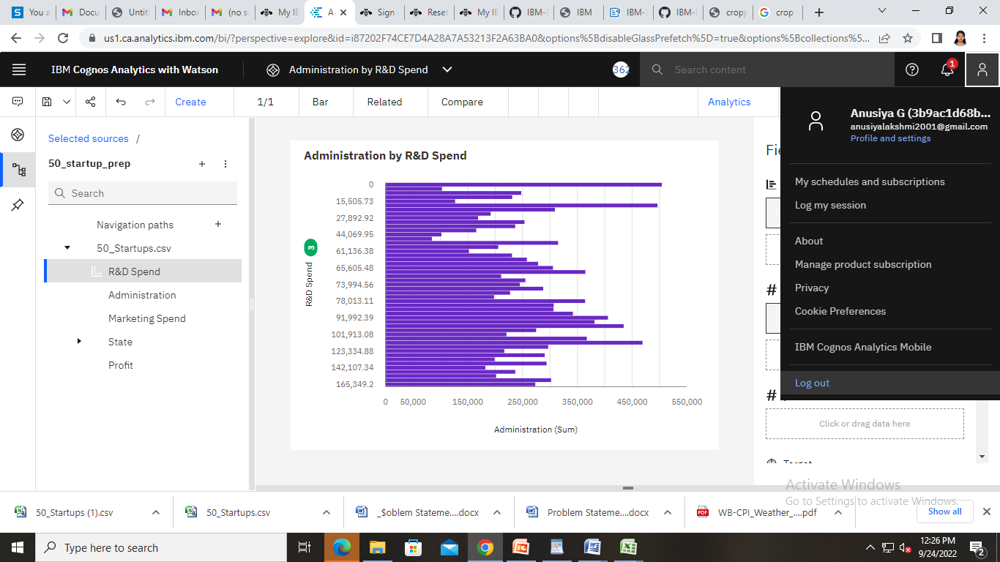 You a
Docu
Untitl
Inbox
(no s
My IB
A
Sign
Reset
My IB
IBM-
IBM
IBM-
IBM-I
cropp
crop
us1.ca.analytics.ibm.com/bi/?perspective=explore&id=i87202F74CE7D4A28A7A53213F2A63BA0&options%5BdisableGlassPrefetch%5D=true&options%5Bcollections%5...
IBM Cognos Analytics with Watson
Administration by R&D Spend
362
Search content
1
Create
1/1
Bar
Related
Compare
Analytics
Anusiya G (3b9ac1d68b...
anusiyalakshmi2001@gmail.com
Profile and settings
My schedules and subscriptions
Log my session
About
Manage product subscription
Privacy
Cookie Preferences
IBM Cognos Analytics Mobile
Log out
Selected sources /
50_startup_prep
Search
Navigation paths
50_Startups.csv
R&D Spend
Administration
Marketing Spend
State
Profit
Administration by R&D Spend
R&D Spend
3
0
15,505.73
27,892.92
44,069.95
61,136.38
65,605.48
73,994.56
78,013.11
91,992.39
101,913.08
123,334.88
142,107.34
165,349.2
0 50,000 150,000 250,000 350,000 450,000 550,000
Administration (Sum)
Fie
#
#
Click or drag data here
Target
Activate Windows
Go to Settings to activate Windows.
50_Startups (1).csv
50_Startups.csv
_$oblem Stateme....docx
Problem Stateme....docx
PDF
WB-CPI_Weather_....pdf
Show all
Type here to search
12:26 PM
9/24/2022
2